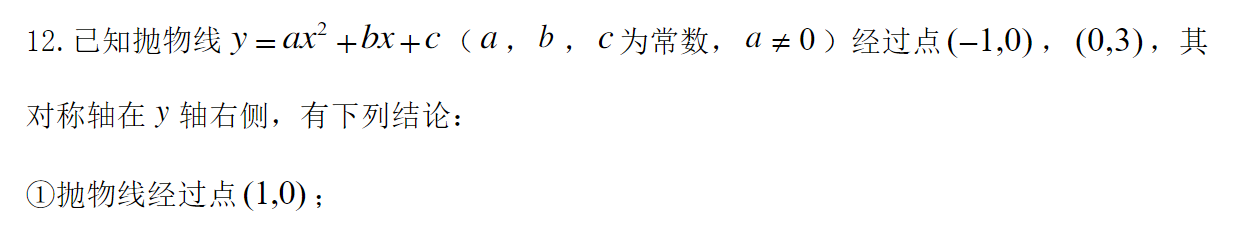 12. 已知抛物线 y = ax² + bx + c（a，b，c 为常数，a ≠ 0）经过点(−1,0)，(0,3)，其
对称轴在 y 轴右侧，有下列结论：
①抛物线经过点(1,0)；